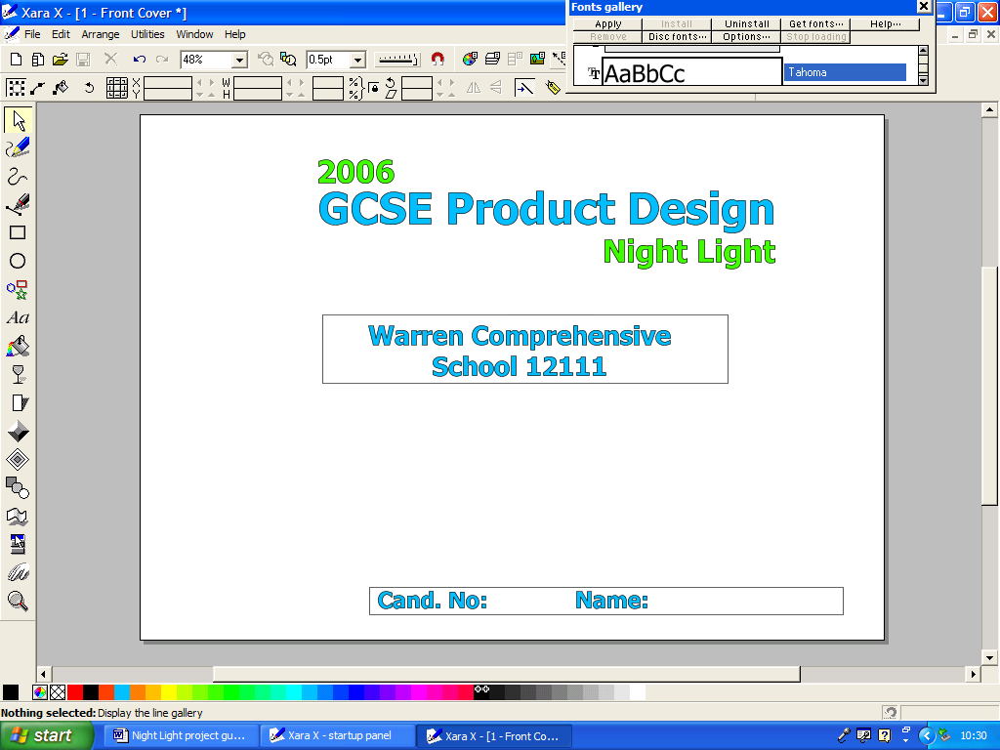 Xara X - [1 - Front Cover *]
File Edit Arrange Utilities Window Help
48%
0.5pt
X
Y
W
H
Fonts gallery
Apply Install Uninstall Get fonts... Help...
Remove Disc fonts... Options... Stop loading
AaBbCc Tahoma
Aa
2006
GCSE Product Design
Night Light
Warren Comprehensive
School 12111
Cand. No: Name:
Nothing selected: Display the line gallery
start Night Light project gu... Xara X - startup panel Xara X - [1 - Front Co... 10:30